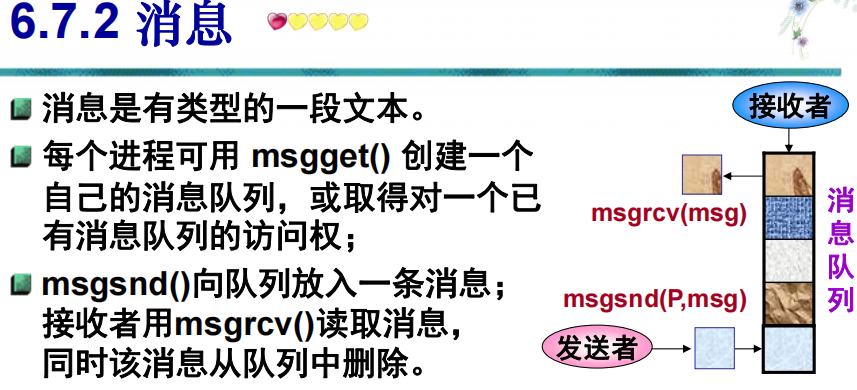 6.7.2 消息
消息是有类型的一段文本。
每个进程可用 msgget() 创建一个
自己的消息队列，或取得对一个已
有消息队列的访问权；
msgsnd()向队列放入一条消息；
接收者用msgrcv()读取消息，
同时该消息从队列中删除。
接收者
msgrcv(msg)
msgsnd(P,msg)
发送者
消
息
队
列